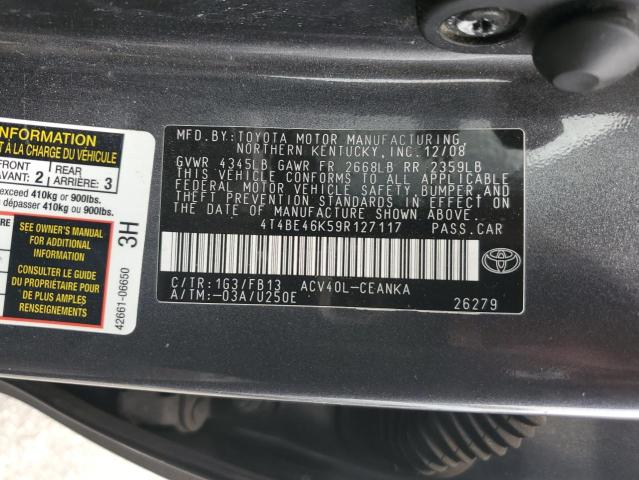 INFORMATION
ET À LA CHARGE DU VÉHICULE
FRONT
AVANT: 2
REAR
ARRIÈRE: 3
exceed 410kg or 900lbs.
dépasser 410kg ou 900lbs.
SEE OWNER'S MANUAL
FOR ADDITIONAL
INFORMATION
CONSULTER LE GUIDE
DU PROPRIÉTAIRE POUR
DE PLUS AMPLES
RENSEIGNEMENTS
3H
42661-06650
MFD.BY:TOYOTA MOTOR MANUFACTURING,
NORTHERN KENTUCKY,INC.12/08
GVWR 4345LB GAWR FR 2668LB RR 2359LB
THIS VEHICLE CONFORMS TO ALL APPLICABLE
FEDERAL MOTOR VEHICLE SAFETY,BUMPER,AND
THEFT PREVENTION STANDARDS IN EFFECT ON
THE DATE OF MANUFACTURE SHOWN ABOVE.
4T4BE46K59R127117 PASS.CAR
C/TR:1G3/FB13 ACV40L-CEANKA
A/TM:-03A/U250E 26279
TOYOTA